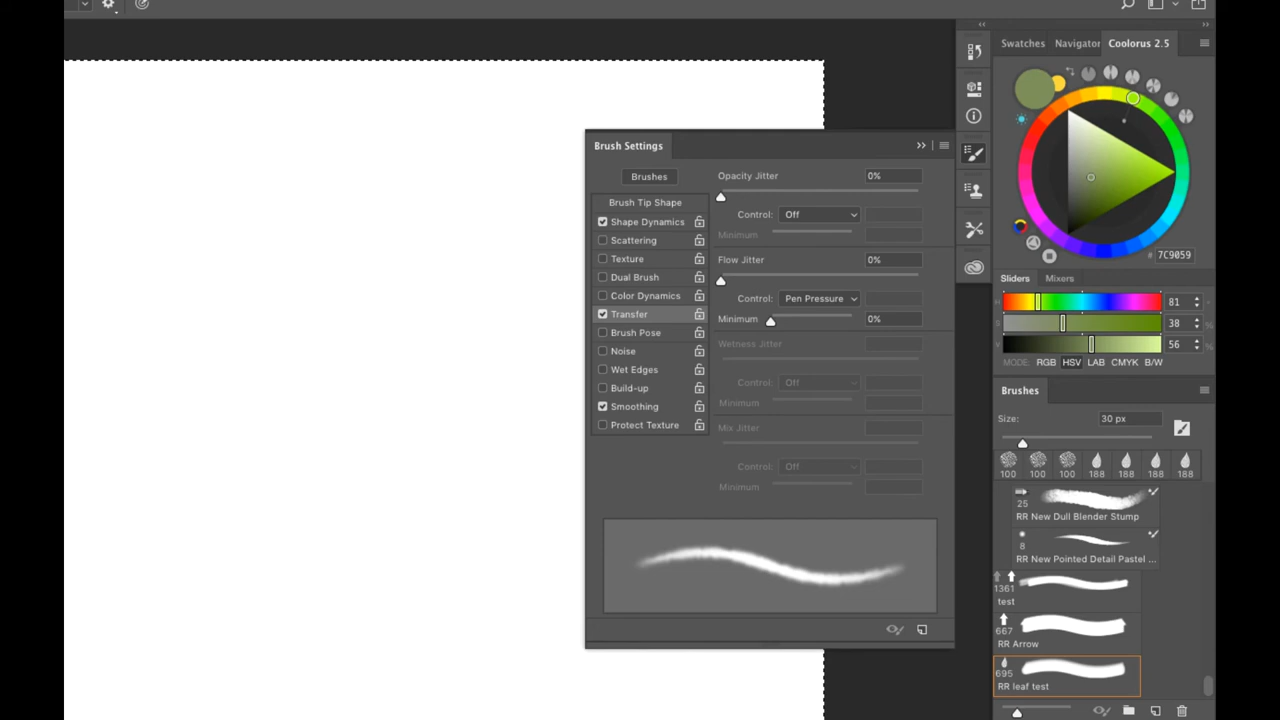 Swatches
Navigator
Coolorus 2.5
7C9059
Sliders
Mixers
H
81
38
%
V
56
%
MODE:
RGB
HSV
LAB
CMYK
B/W
Brush Settings
Brushes
Brush Tip Shape
Shape Dynamics
Scattering
Texture
Dual Brush
Color Dynamics
Transfer
Brush Pose
Noise
Wet Edges
Build-up
Smoothing
Protect Texture
Opacity Jitter
0%
Control:
Off
Minimum
Flow Jitter
0%
Control:
Pen Pressure
Minimum
0%
Wetness Jitter
Control:
Off
Minimum
Mix Jitter
Control:
Off
Minimum
Brushes
Size:
30 px
100
100
100
188
188
188
188
25
RR New Dull Blender Stump
8
RR New Pointed Detail Pastel ...
1361
test
667
RR Arrow
695
RR leaf test